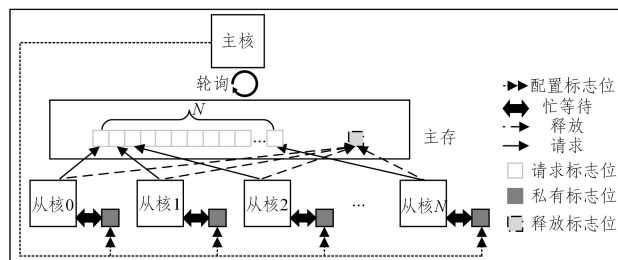 主核
轮询
N
...
主存
从核0
从核1
从核2
...
从核N
配置标志位
忙等待
释放
请求
请求标志位
私有标志位
释放标志位